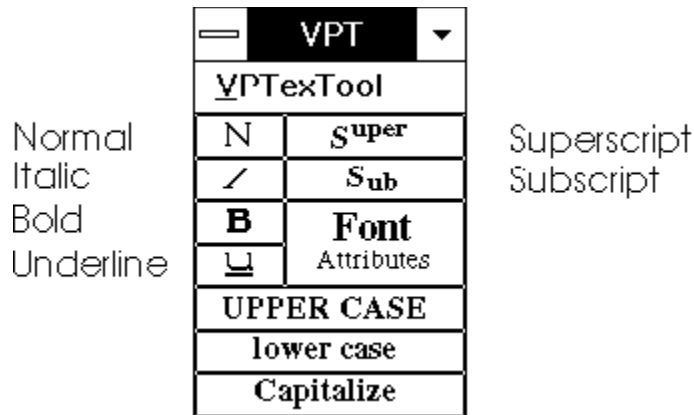 VPT
VPTexTool
Normal N Super Superscript
Italic I Sub Subscript
Bold B Font
Underline U Attributes
UPPER CASE
lower case
Capitalize